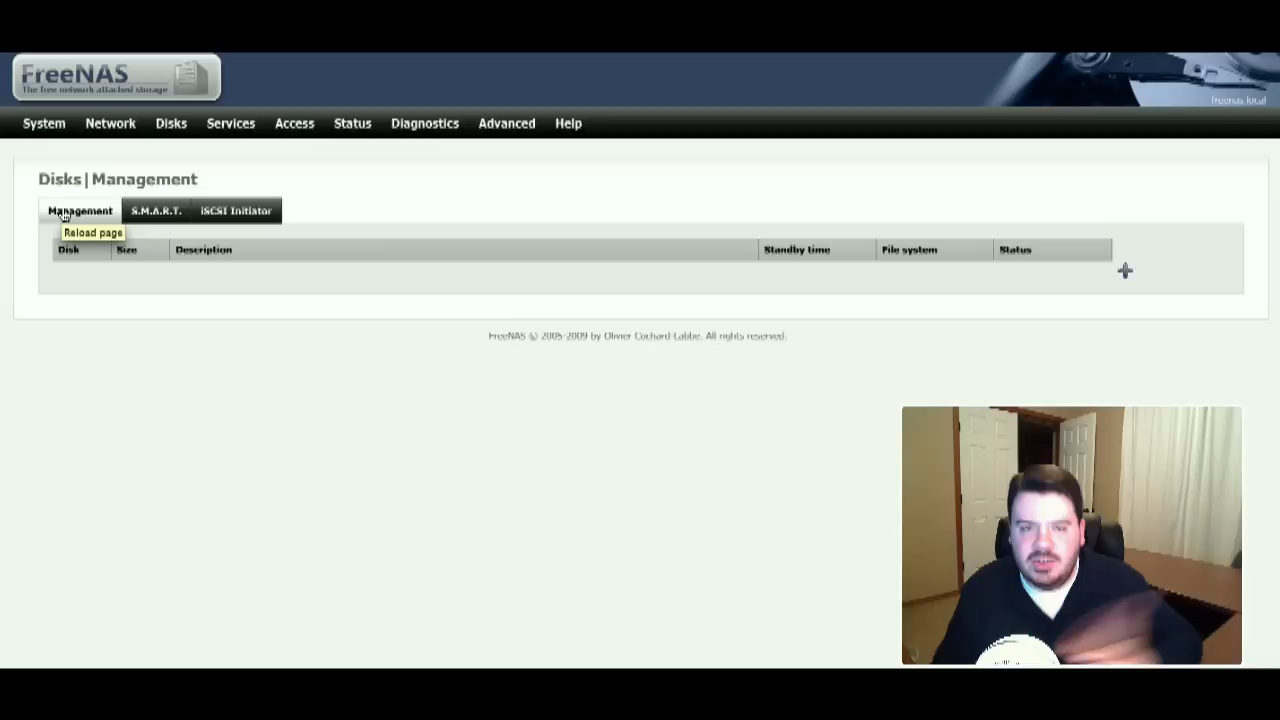 FreeNAS
The free network attached storage
freenas.local
System Network Disks Services Access Status Diagnostics Advanced Help
Disks|Management
Management S.M.A.R.T. iSCSI Initiator
Reload page
Disk Size Description Standby time File system Status
FreeNAS © 2005-2009 by Olivier Cochard-Labbe. All rights reserved.